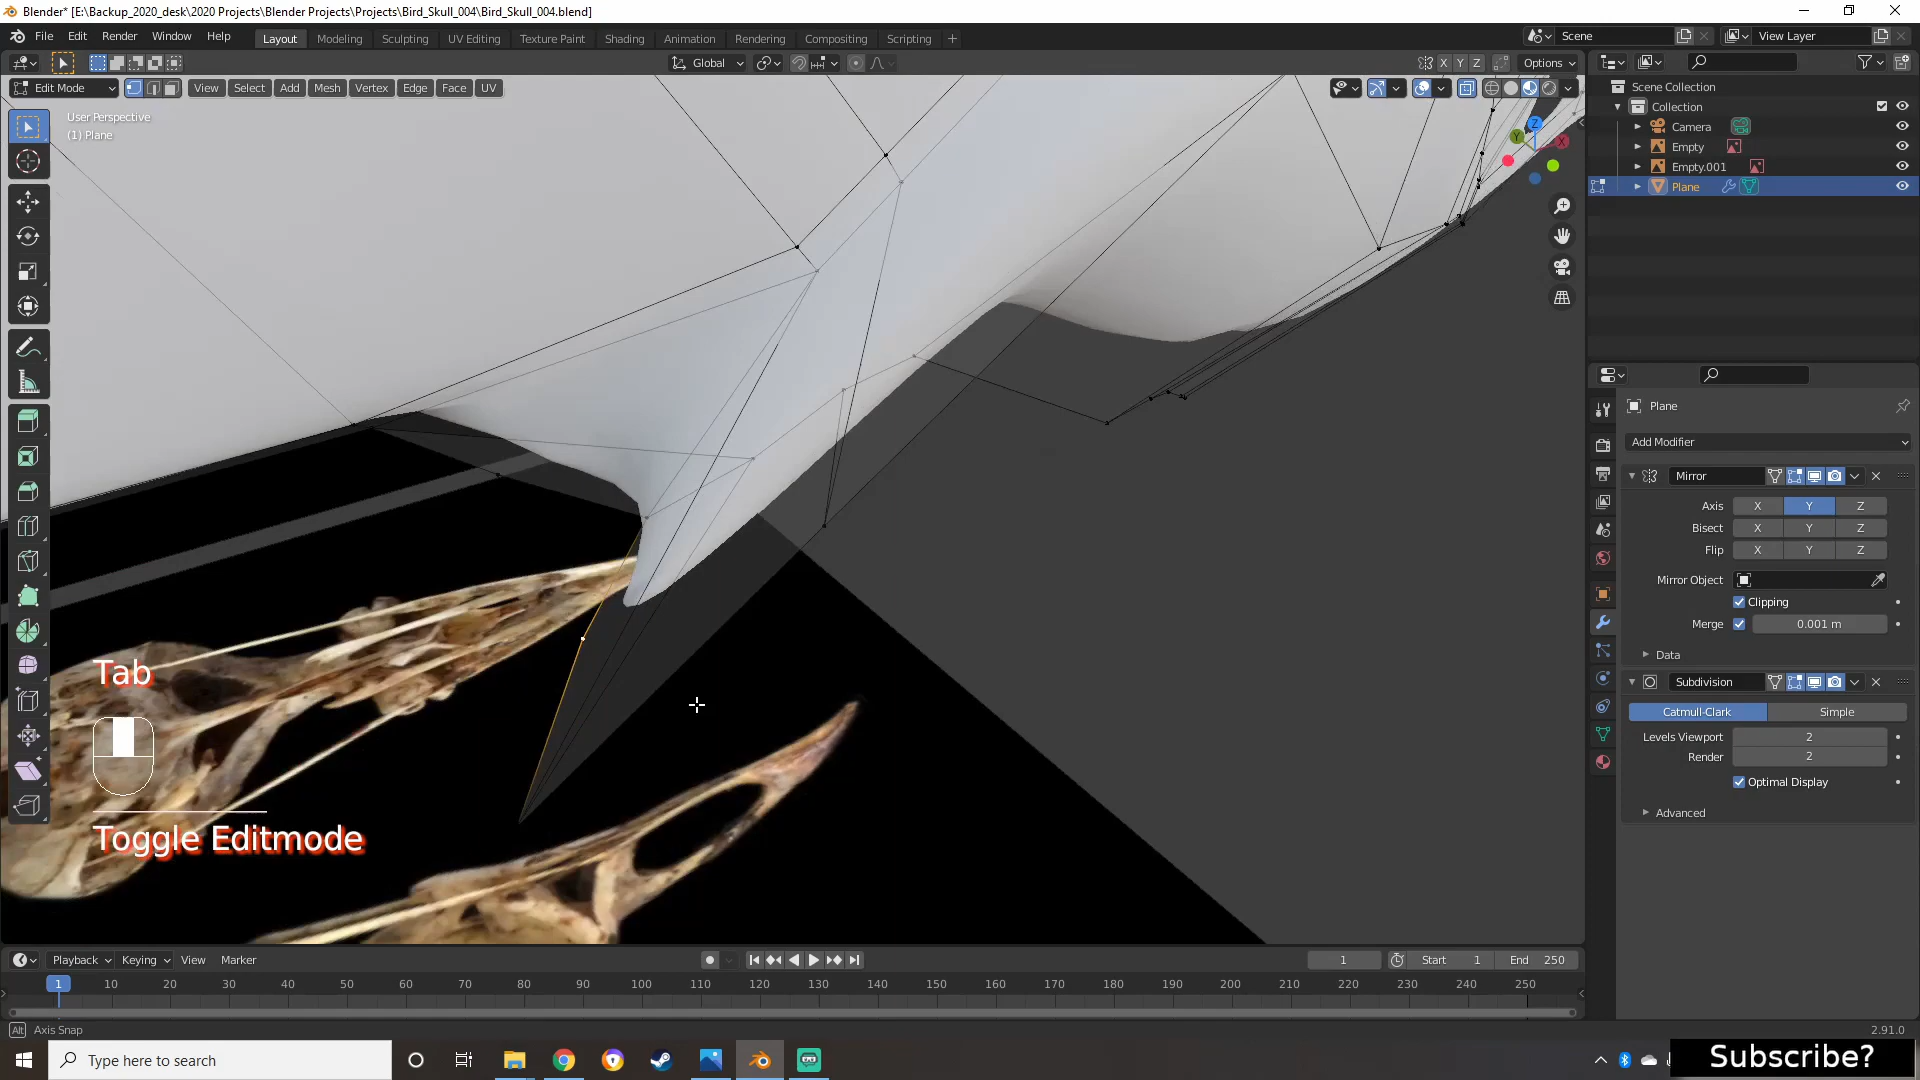 Blender* [E:\Backup_2020_desk\2020 Projects\Blender Projects\Projects\Bird_Skull_004\Bird_Skull_004.blend]
File Edit Render Window Help
Layout Modeling Sculpting UV Editing Texture Paint Shading Animation Rendering Compositing Scripting
Scene
View Layer
Global
X Y Z
Options
Edit Mode
View Select Add Mesh Vertex Edge Face UV
User Perspective
(1) Plane
Z
Y
X
Scene Collection
Collection
Camera
Empty
Empty.001
Plane
Plane
Add Modifier
Mirror
Axis X Y Z
Bisect X Y Z
Flip X Y Z
Mirror Object
Clipping
Merge 0.001 m
Data
Subdivision
Catmull-Clark Simple
Levels Viewport 2
Render 2
Optimal Display
Advanced
Tab
Toggle Editmode
Playback Keying View Marker
1
Start 1
End 250
1 10 20 30 40 50 60 70 80 90 100 110 120 130 140 150 160 170 180 190 200 210 220 230 240 250
Alt Axis Snap
2.91.0
Type here to search
Subscribe?